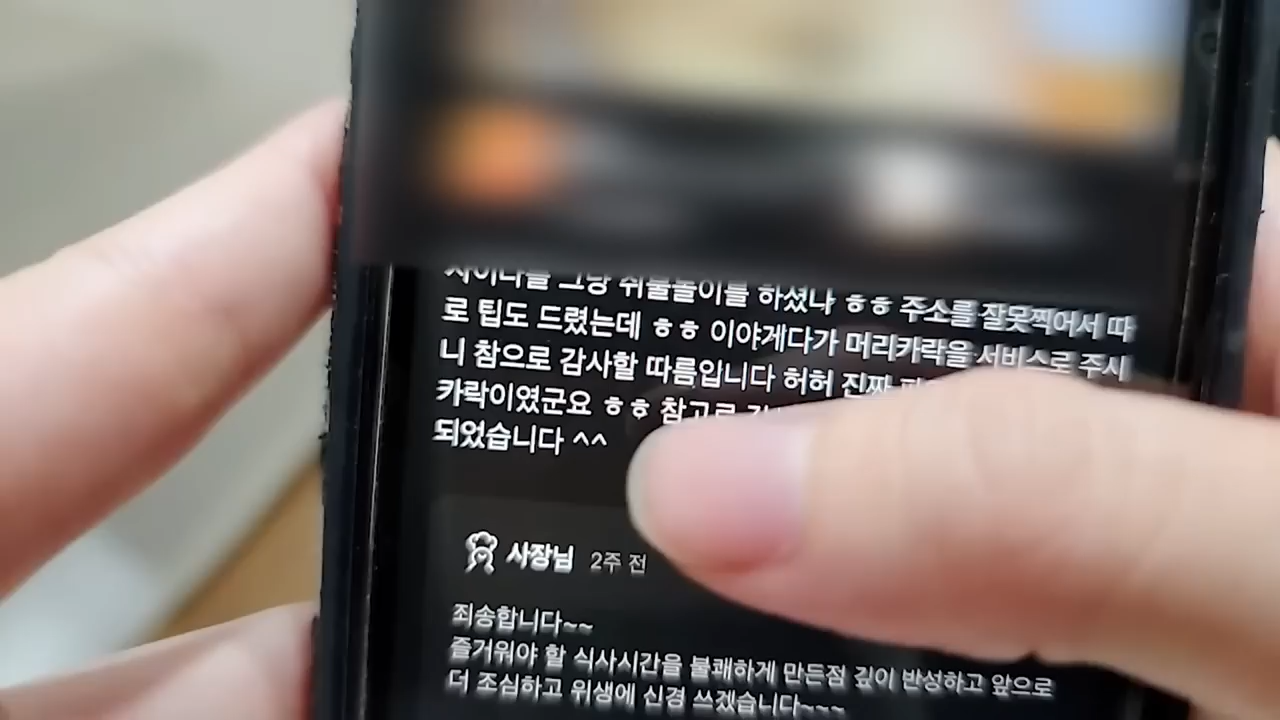 사이다를 그냥 쥐불놀이를 하셨나 ㅎㅎ 주소를 잘못찍어서 따
로 팁도 드렸는데 ㅎㅎ 이야게다가 머리카락을 서비스로 주시
니 참으로 감사할 따름입니다 허허 진짜
카락이였군요 ㅎㅎ 참고로
되었습니다 ^^
사장님 2주 전
죄송합니다~~
즐거워야 할 식사시간을 불쾌하게 만든점 깊이 반성하고 앞으로
더 조심하고 위생에 신경 쓰겠습니다~~~